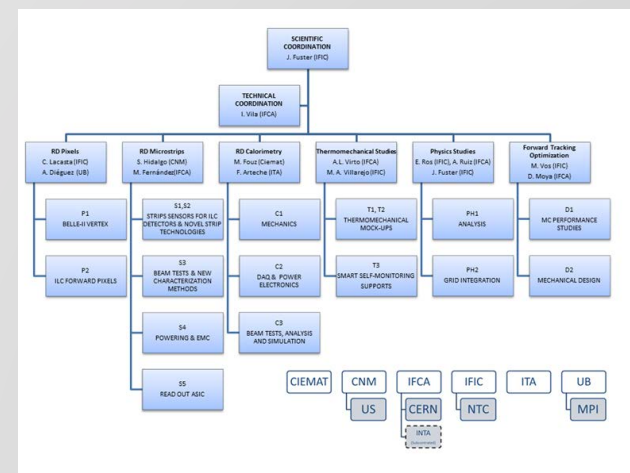 SCIENTIFIC
COORDINATION
J. Fuster (IFIC)
TECHNICAL
COORDINATION
I. Vila (IFCA)
RD Pixels
C. Lacasta(IFIC)
A. Diéguez (UB)
RD Microstrips
S. Hidalgo (CNM)
M. Fernández(IFCA)
RD Calorimetry
M. Fouz (Ciemat)
F. Arteche (ITA)
Thermomechanical Studies
A.L. Virto (IFCA)
M. A. Villarejo(IFIC)
Physics Studies
E. Ros (IFIC), A. Ruiz (IFCA)
J. Fuster (IFIC)
Forward Tracking
Optimization
M. Vos (IFIC)
D. Moya (IFCA)
P1
BELLE-II VERTEX
P2
ILC FORWARD PIXELS
S1,S2
STRIPS SENSORS FOR ILC
DETECTORS & NOVEL STRIP
TECHNOLOGIES
S3
BEAM TESTS & NEW
CHARACTERIZATION
METHODS
S4
POWERING & EMC
S5
READ OUT ASIC
C1
MECHANICS
C2
DAQ & POWER
ELECTRONICS
C3
BEAM TESTS, ANALYSIS
AND SIMULATION
T1, T2
THERMOMECHANICAL
MOCK-UPS
T3
SMART SELF-MONITORING
SUPPORTS
PH1
ANALYSIS
PH2
GRID INTEGRATION
D1
MC PERFORMANCE
STUDIES
D2
MECHANICAL DESIGN
CIEMAT
CNM
US
IFCA
CERN
INTA
IFIC
NTC
ITA
UB
MPI